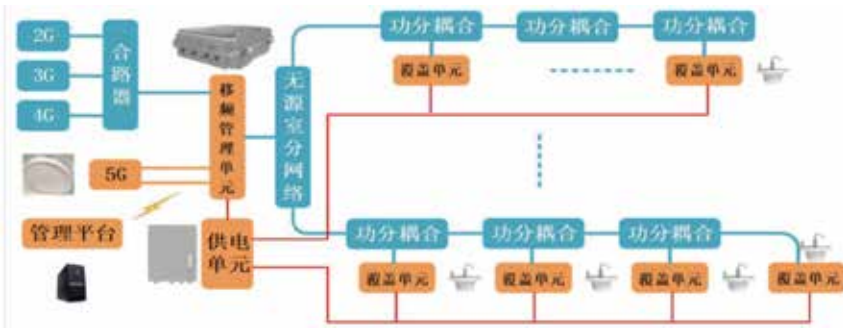 2G
3G
4G
合路器
5G
管理平台
移频管理单元
供电
单元
无源室分网络
功分耦合
功分耦合
功分耦合
覆盖单元
覆盖单元
功分耦合
功分耦合
功分耦合
覆盖单元
覆盖单元
覆盖单元
覆盖单元